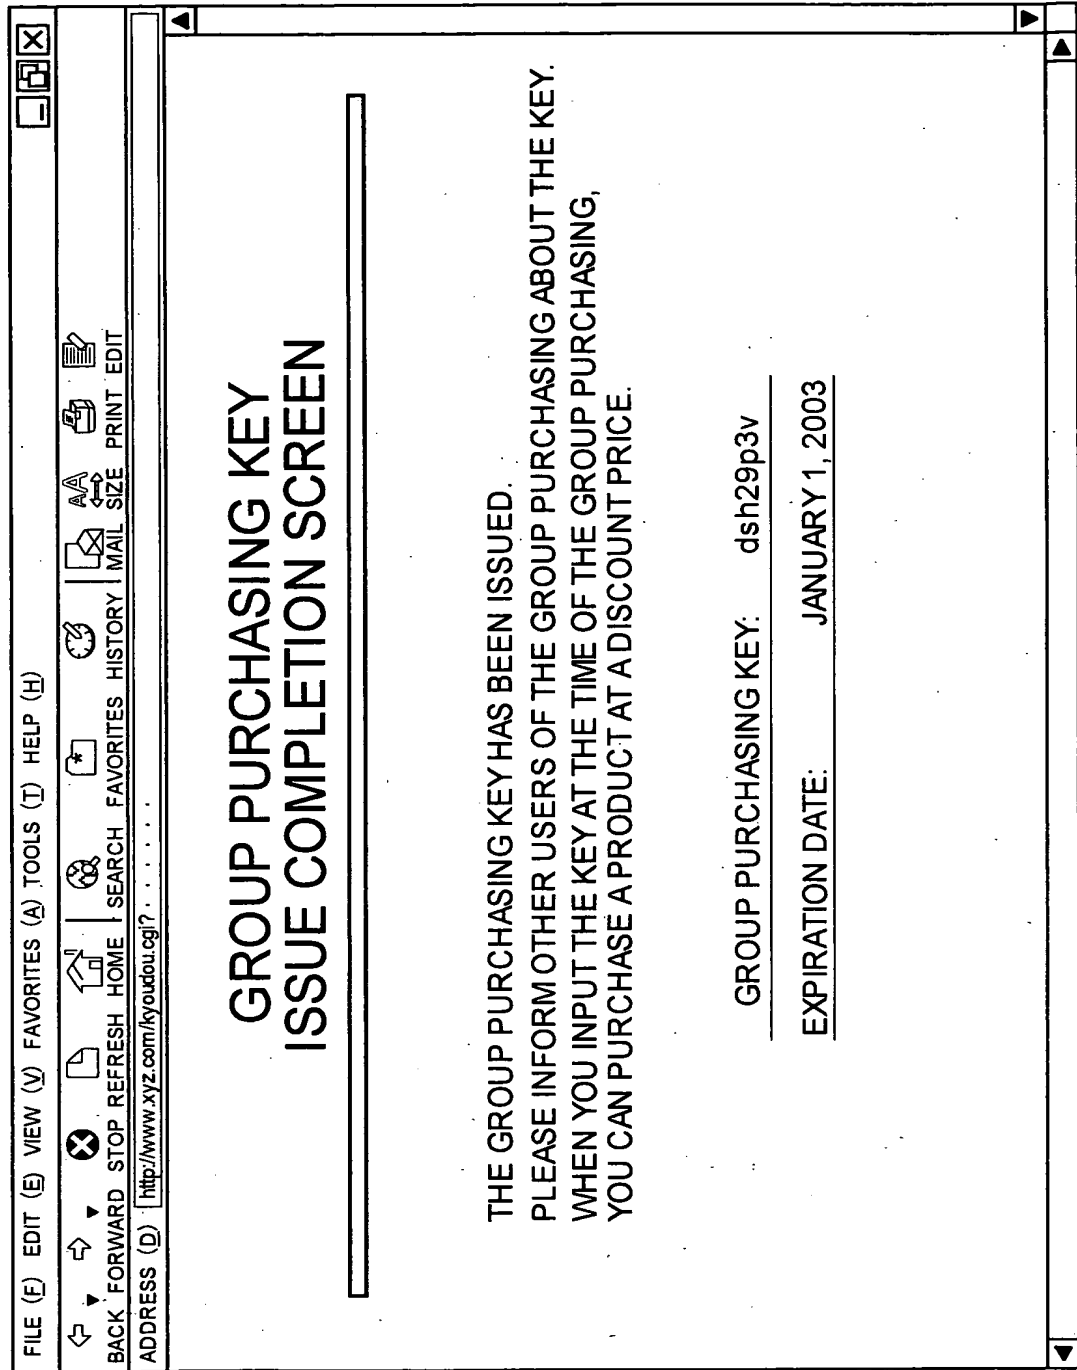 FILE (F) EDIT (E) VIEW (V) FAVORITES (A) TOOLS (T) HELP (H)
BACK FORWARD STOP REFRESH HOME SEARCH FAVORITES HISTORY MAIL SIZE PRINT EDIT
ADDRESS (D) http://www.xyz.com/kyoudou.cgi? . . . . . . .
GROUP PURCHASING KEY
ISSUE COMPLETION SCREEN
THE GROUP PURCHASING KEY HAS BEEN ISSUED.
PLEASE INFORM OTHER USERS OF THE GROUP PURCHASING ABOUT THE KEY.
WHEN YOU INPUT THE KEY AT THE TIME OF THE GROUP PURCHASING,
YOU CAN PURCHASE A PRODUCT AT A DISCOUNT PRICE.
GROUP PURCHASING KEY: dsh29p3v
EXPIRATION DATE: JANUARY 1, 2003